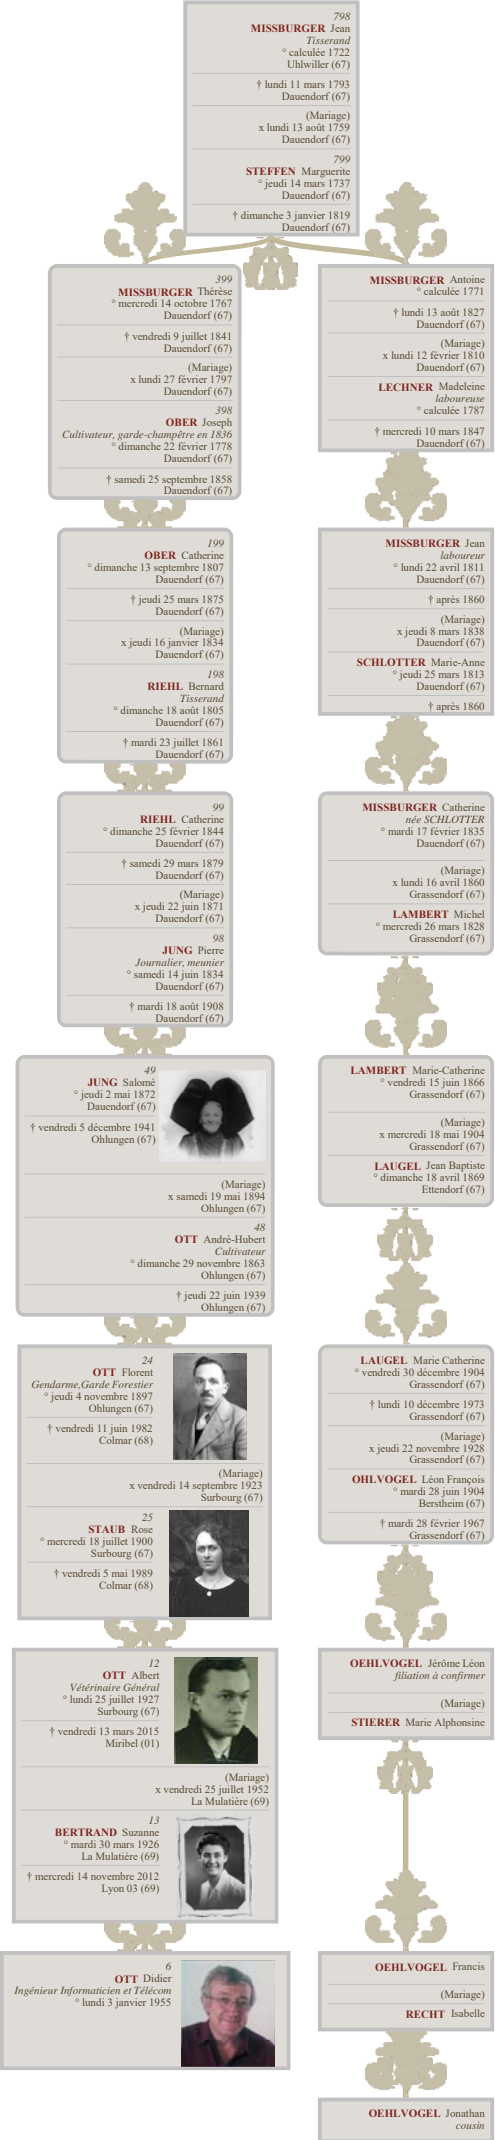 798
MISSBURGER Jean
Tisserand
° calculée 1722
Uhlwiller (67)
† lundi 11 mars 1793
Dauendorf (67)
(Mariage)
x lundi 13 août 1759
Dauendorf (67)
799
STEFFEN Marguerite
° jeudi 14 mars 1737
Dauendorf (67)
† dimanche 3 janvier 1819
Dauendorf (67)
399
MISSBURGER Thérèse
° mercredi 14 octobre 1767
Dauendorf (67)
† vendredi 9 juillet 1841
Dauendorf (67)
(Mariage)
x lundi 27 février 1797
Dauendorf (67)
398
OBER Joseph
Cultivateur, garde-champêtre en 1836
° dimanche 22 février 1778
Dauendorf (67)
† samedi 25 septembre 1858
Dauendorf (67)
MISSBURGER Antoine
° calculée 1771
† lundi 13 août 1827
Dauendorf (67)
(Mariage)
x lundi 12 février 1810
Dauendorf (67)
LECHNER Madeleine
laboureuse
° calculée 1787
† mercredi 10 mars 1847
Dauendorf (67)
199
OBER Catherine
° dimanche 13 septembre 1807
Dauendorf (67)
† jeudi 25 mars 1875
Dauendorf (67)
(Mariage)
x jeudi 16 janvier 1834
Dauendorf (67)
198
RIEHL Bernard
Tisserand
° dimanche 18 août 1805
Dauendorf (67)
† mardi 23 juillet 1861
Dauendorf (67)
MISSBURGER Jean
laboureur
° lundi 22 avril 1811
Dauendorf (67)
† après 1860
(Mariage)
x jeudi 8 mars 1838
Dauendorf (67)
SCHLOTTER Marie-Anne
° jeudi 25 mars 1813
Dauendorf (67)
† après 1860
99
RIEHL Catherine
° dimanche 25 février 1844
Dauendorf (67)
† samedi 29 mars 1879
Dauendorf (67)
(Mariage)
x jeudi 22 juin 1871
Dauendorf (67)
98
JUNG Pierre
Journalier, meunier
° samedi 14 juin 1834
Dauendorf (67)
† mardi 18 août 1908
Dauendorf (67)
MISSBURGER Catherine
née SCHLOTTER
° mardi 17 février 1835
Dauendorf (67)
(Mariage)
x lundi 16 avril 1860
Grassendorf (67)
LAMBERT Michel
° mercredi 26 mars 1828
Grassendorf (67)
49
JUNG Salomé
° jeudi 2 mai 1872
Dauendorf (67)
† vendredi 5 décembre 1941
Ohlungen (67)
(Mariage)
x samedi 19 mai 1894
Ohlungen (67)
48
OTT André-Hubert
Cultivateur
° dimanche 29 novembre 1863
Ohlungen (67)
† jeudi 22 juin 1939
Ohlungen (67)
LAMBERT Marie-Catherine
° vendredi 15 juin 1866
Grassendorf (67)
(Mariage)
x mercredi 18 mai 1904
Grassendorf (67)
LAUGEL Jean Baptiste
° dimanche 18 avril 1869
Ettendorf (67)
24
OTT Florent
Gendarme,Garde Forestier
° jeudi 4 novembre 1897
Ohlungen (67)
† vendredi 11 juin 1982
Colmar (68)
(Mariage)
x vendredi 14 septembre 1923
Surbourg (67)
25
STAUB Rose
° mercredi 18 juillet 1900
Surbourg (67)
† vendredi 5 mai 1989
Colmar (68)
LAUGEL Marie Catherine
° vendredi 30 décembre 1904
Grassendorf (67)
† lundi 10 décembre 1973
Grassendorf (67)
(Mariage)
x jeudi 22 novembre 1928
Grassendorf (67)
OHLVOGEL Léon François
° mardi 28 juin 1904
Berstheim (67)
† mardi 28 février 1967
Grassendorf (67)
12
OTT Albert
Vétérinaire Général
° lundi 25 juillet 1927
Surbourg (67)
† vendredi 13 mars 2015
Miribel (01)
(Mariage)
x vendredi 25 juillet 1952
La Mulatière (69)
13
BERTRAND Suzanne
° mardi 30 mars 1926
La Mulatière (69)
† mercredi 14 novembre 2012
Lyon 03 (69)
OEHLVOGEL Jérôme Léon
filiation à confirmer
(Mariage)
STIERER Marie Alphonsine
6
OTT Didier
Ingénieur Informaticien et Télécom
° lundi 3 janvier 1955
OEHLVOGEL Francis
(Mariage)
RECHT Isabelle
OEHLVOGEL Jonathan
cousin